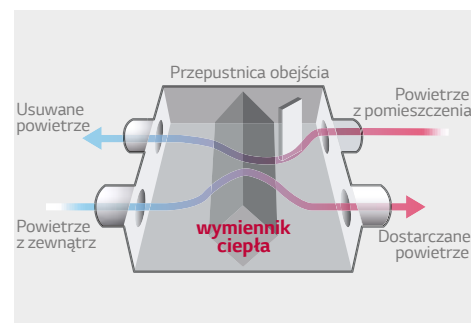 Przepustnica obejścia
Usuwane
powietrze
Powietrze
z pomieszczenia
wymiennik
ciepła
Powietrze
z zewnątrz
Dostarczane
powietrze